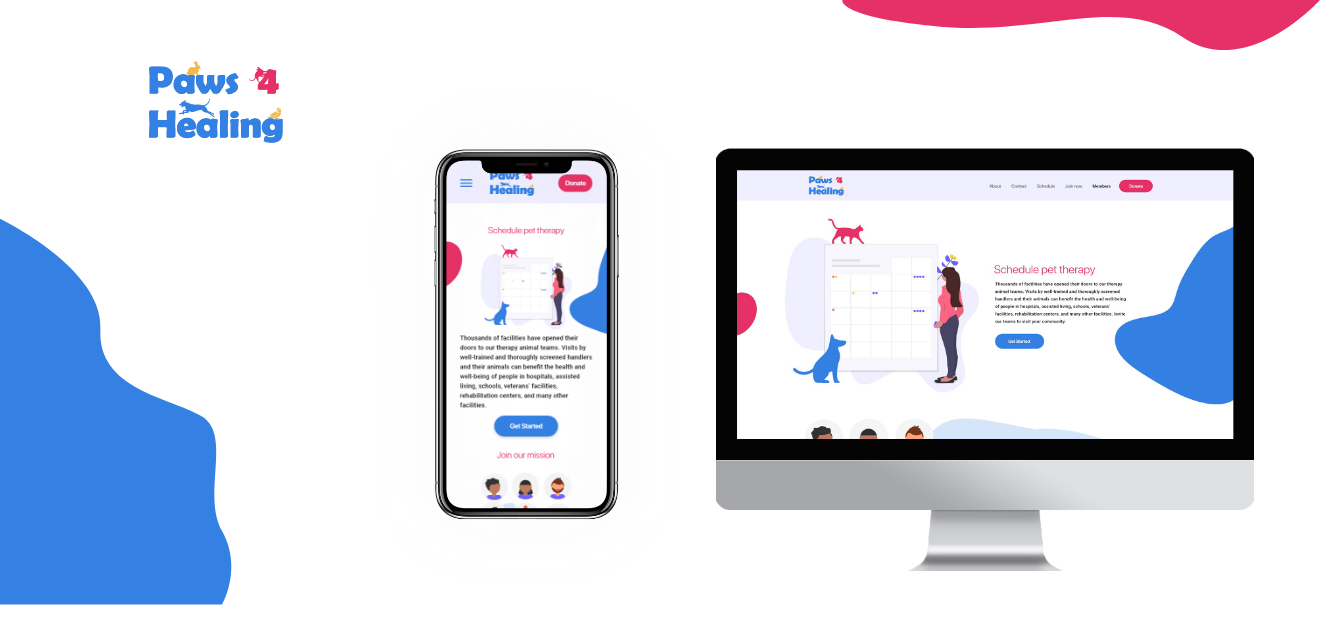 Paws 4
Healing
Paws 4
Healing
Donate
Schedule pet therapy
Thousands of facilities have opened their
doors to our therapy animal teams. Visits by
well-trained and thoroughly screened handlers
and their animals can benefit the health and
well-being of people in hospitals, assisted
living, schools, veterans' facilities,
rehabilitation centers, and many other
facilities.
Get Started
Join our mission
Paws 4
Healing
About Contact Schedule Join now Members Donate
Schedule pet therapy
Thousands of facilities have opened their doors to our therapy
animal teams. Visits by well-trained and thoroughly screened
handlers and their animals can benefit the health and well-being
of people in hospitals, assisted living, schools, veterans'
facilities, rehabilitation centers, and many other facilities. Invite
our teams to visit your community.
Get Started